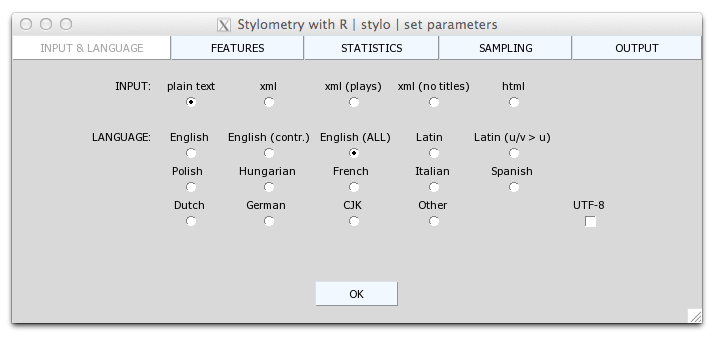 Stylometry with R | stylo | set parameters
INPUT & LANGUAGE FEATURES STATISTICS SAMPLING OUTPUT
INPUT: plain text xml xml (plays) xml (no titles) html
LANGUAGE: English English (contr.) English (ALL) Latin Latin (u/v > u)
Polish Hungarian French Italian Spanish
Dutch German CJK Other UTF-8
OK